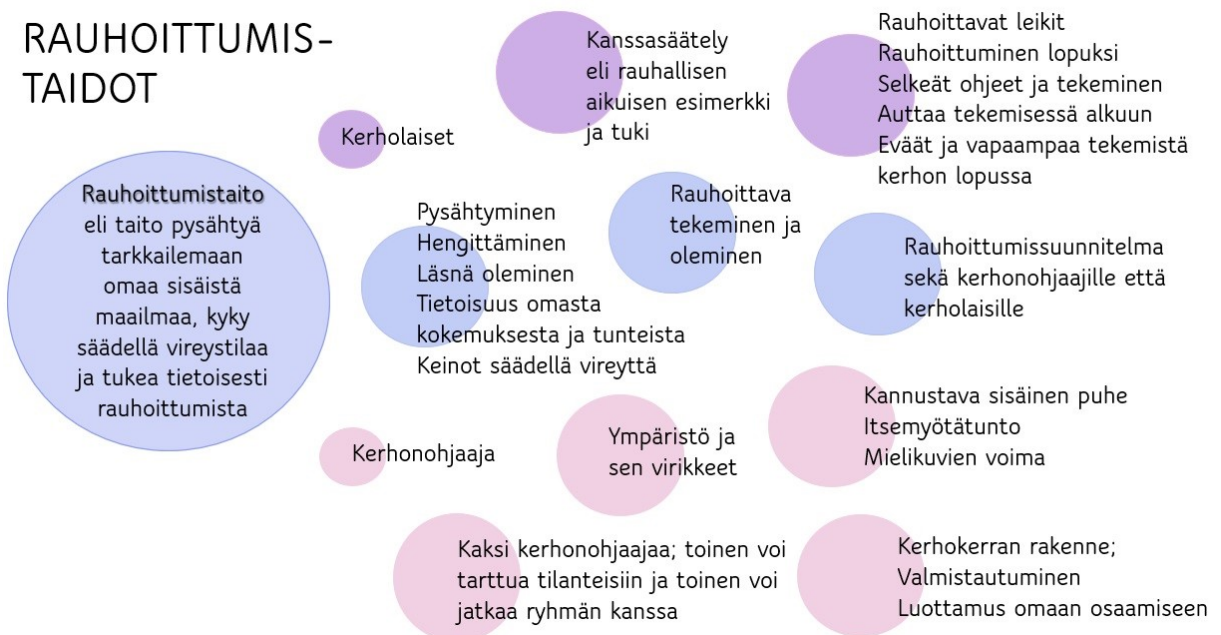 RAUHOITTUMIS-
TAIDOT
Rauhoittumistaito
eli taito pysähtyä
tarkkailemaan
omaa sisäistä
maailmaa, kyky
säädellä vireystilaa
ja tukea tietoisesti
rauhoittumista
Kerholaiset
Kanssasäätely
eli rauhallisen
aikuisen esimerkki
ja tuki
Rauhoittavat leikit
Rauhoittuminen lopuksi
Selkeät ohjeet ja tekeminen
Auttaa tekemisessä alkuun
Eväät ja vapaampaa tekemistä
kerhon lopussa
Pysähtyminen
Hengittäminen
Läsnä oleminen
Tietoisuus omasta
kokemuksesta ja tunteista
Keinot säädellä vireyttä
Rauhoittava
tekeminen ja
oleminen
Rauhoittumissuunnitelma
sekä kerhonohjaajille että
kerholaisille
Kerhonohjaaja
Ympäristö ja
sen virikkeet
Kannustava sisäinen puhe
Itsemyötätunto
Mielikuvien voima
Kaksi kerhonohjaajaa; toinen voi
tarttua tilanteisiin ja toinen voi
jatkaa ryhmän kanssa
Kerhokerran rakenne;
Valmistautuminen
Luottamus omaan osaamiseen